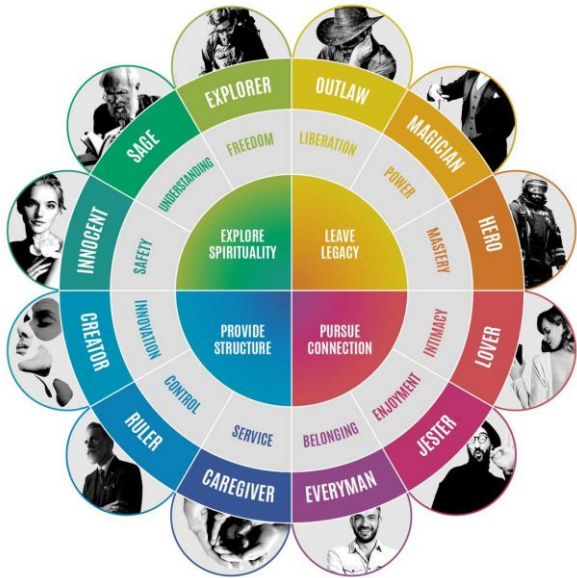 EXPLORER
OUTLAW
MAGICIAN
HERO
LOVER
JESTER
EVERYMAN
CAREGIVER
RULER
CREATOR
INNOCENT
SAGE
FREEDOM
LIBERATION
POWER
MASTERY
INTIMACY
ENJOYMENT
BELONGING
SERVICE
CONTROL
INNOVATION
SAFETY
UNDERSTANDING
EXPLORE
SPIRITUALITY
LEAVE
LEGACY
PROVIDE
STRUCTURE
PURSUE
CONNECTION